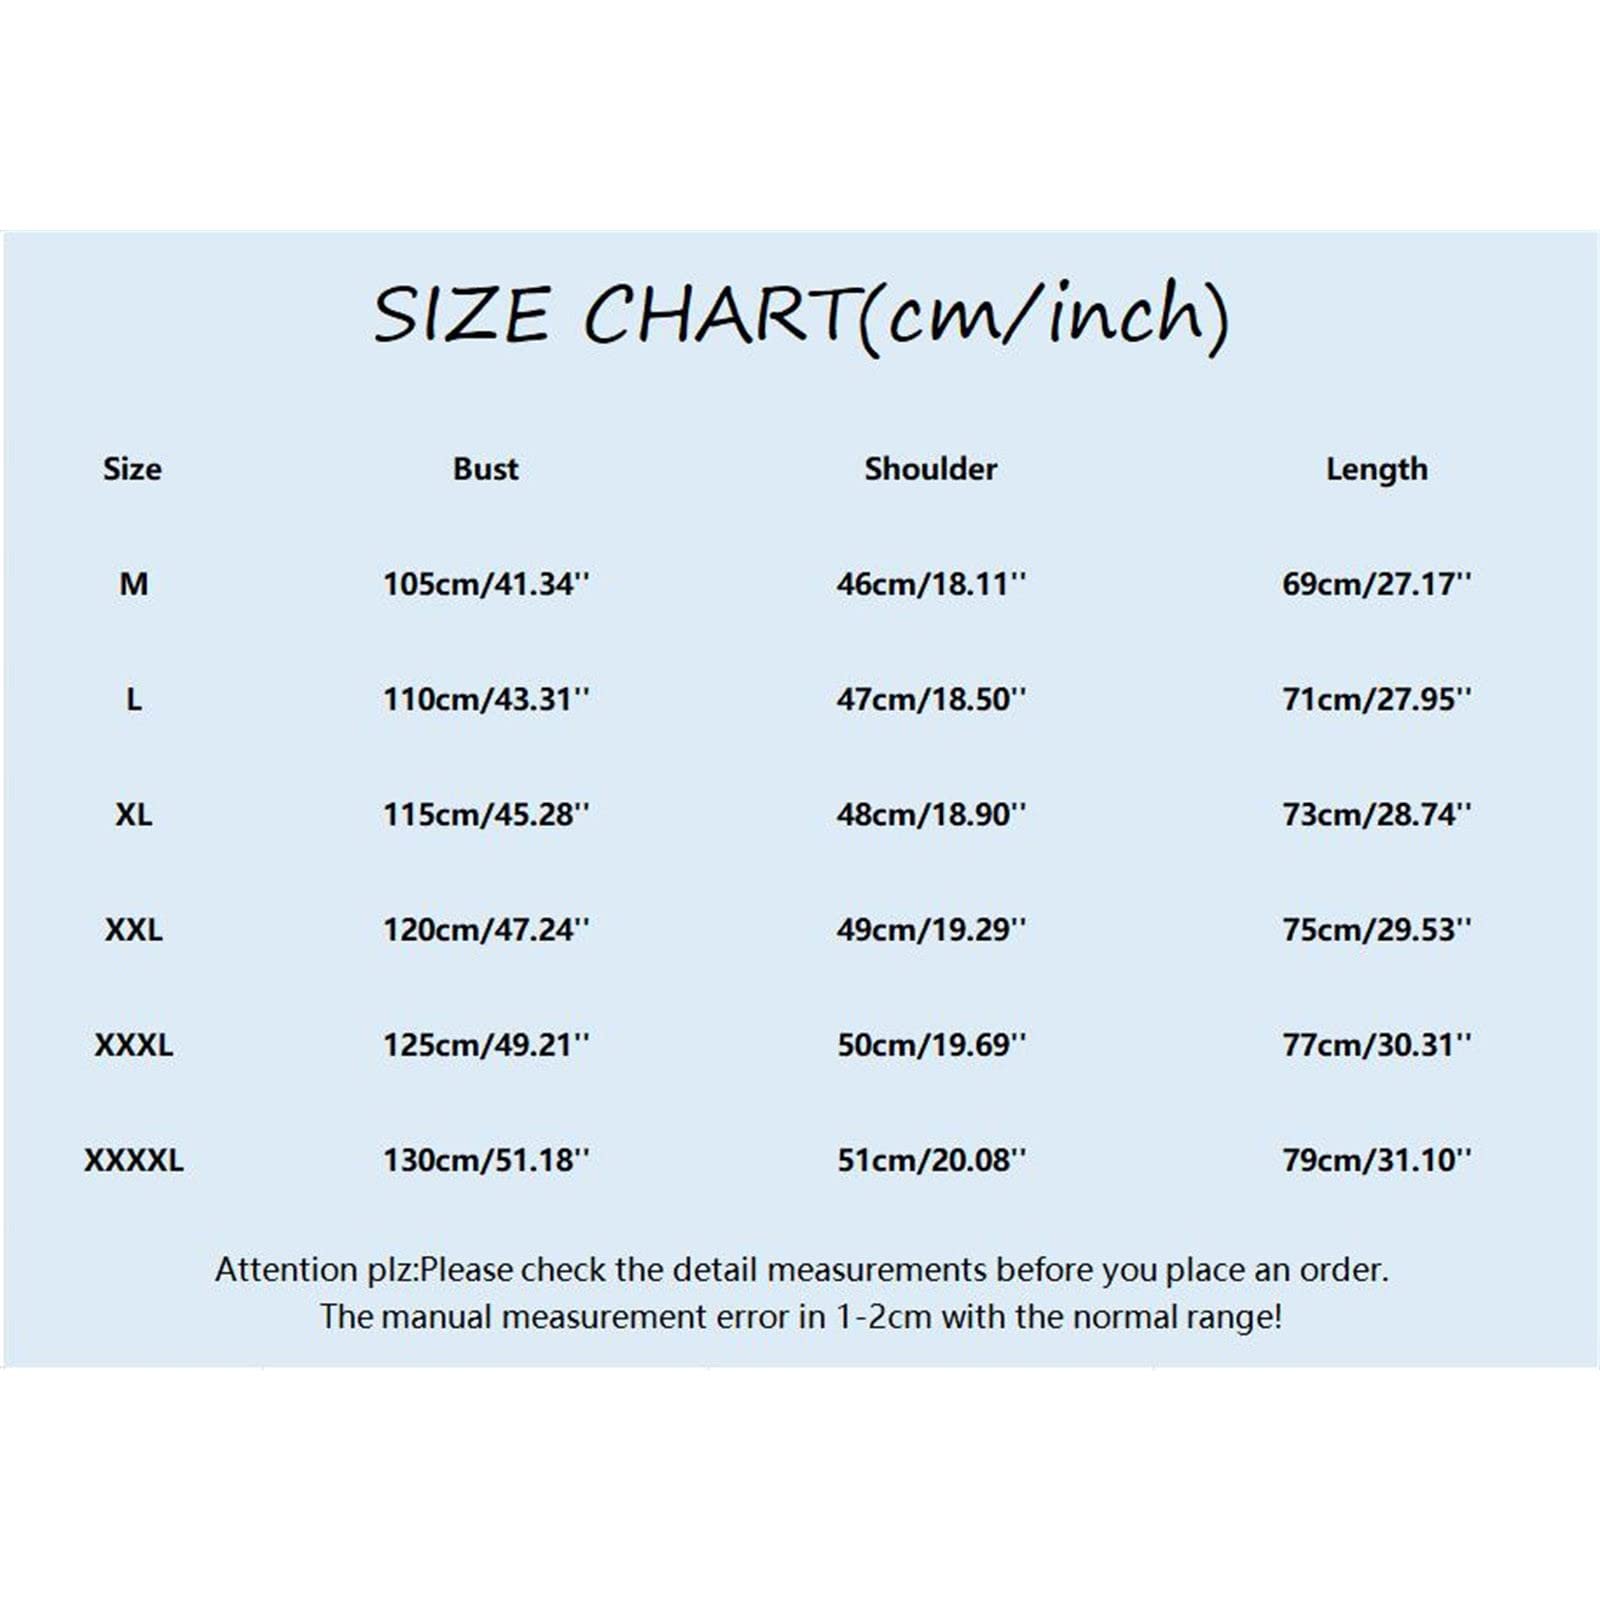 SIZE CHART(cm/inch)
Size Bust Shoulder Length
M 105cm/41.34'' 46cm/18.11'' 69cm/27.17''
L 110cm/43.31'' 47cm/18.50'' 71cm/27.95''
XL 115cm/45.28'' 48cm/18.90'' 73cm/28.74''
XXL 120cm/47.24'' 49cm/19.29'' 75cm/29.53''
XXXL 125cm/49.21'' 50cm/19.69'' 77cm/30.31''
XXXXL 130cm/51.18'' 51cm/20.08'' 79cm/31.10''
Attention plz:Please check the detail measurements before you place an order.
The manual measurement error in 1-2cm with the normal range!